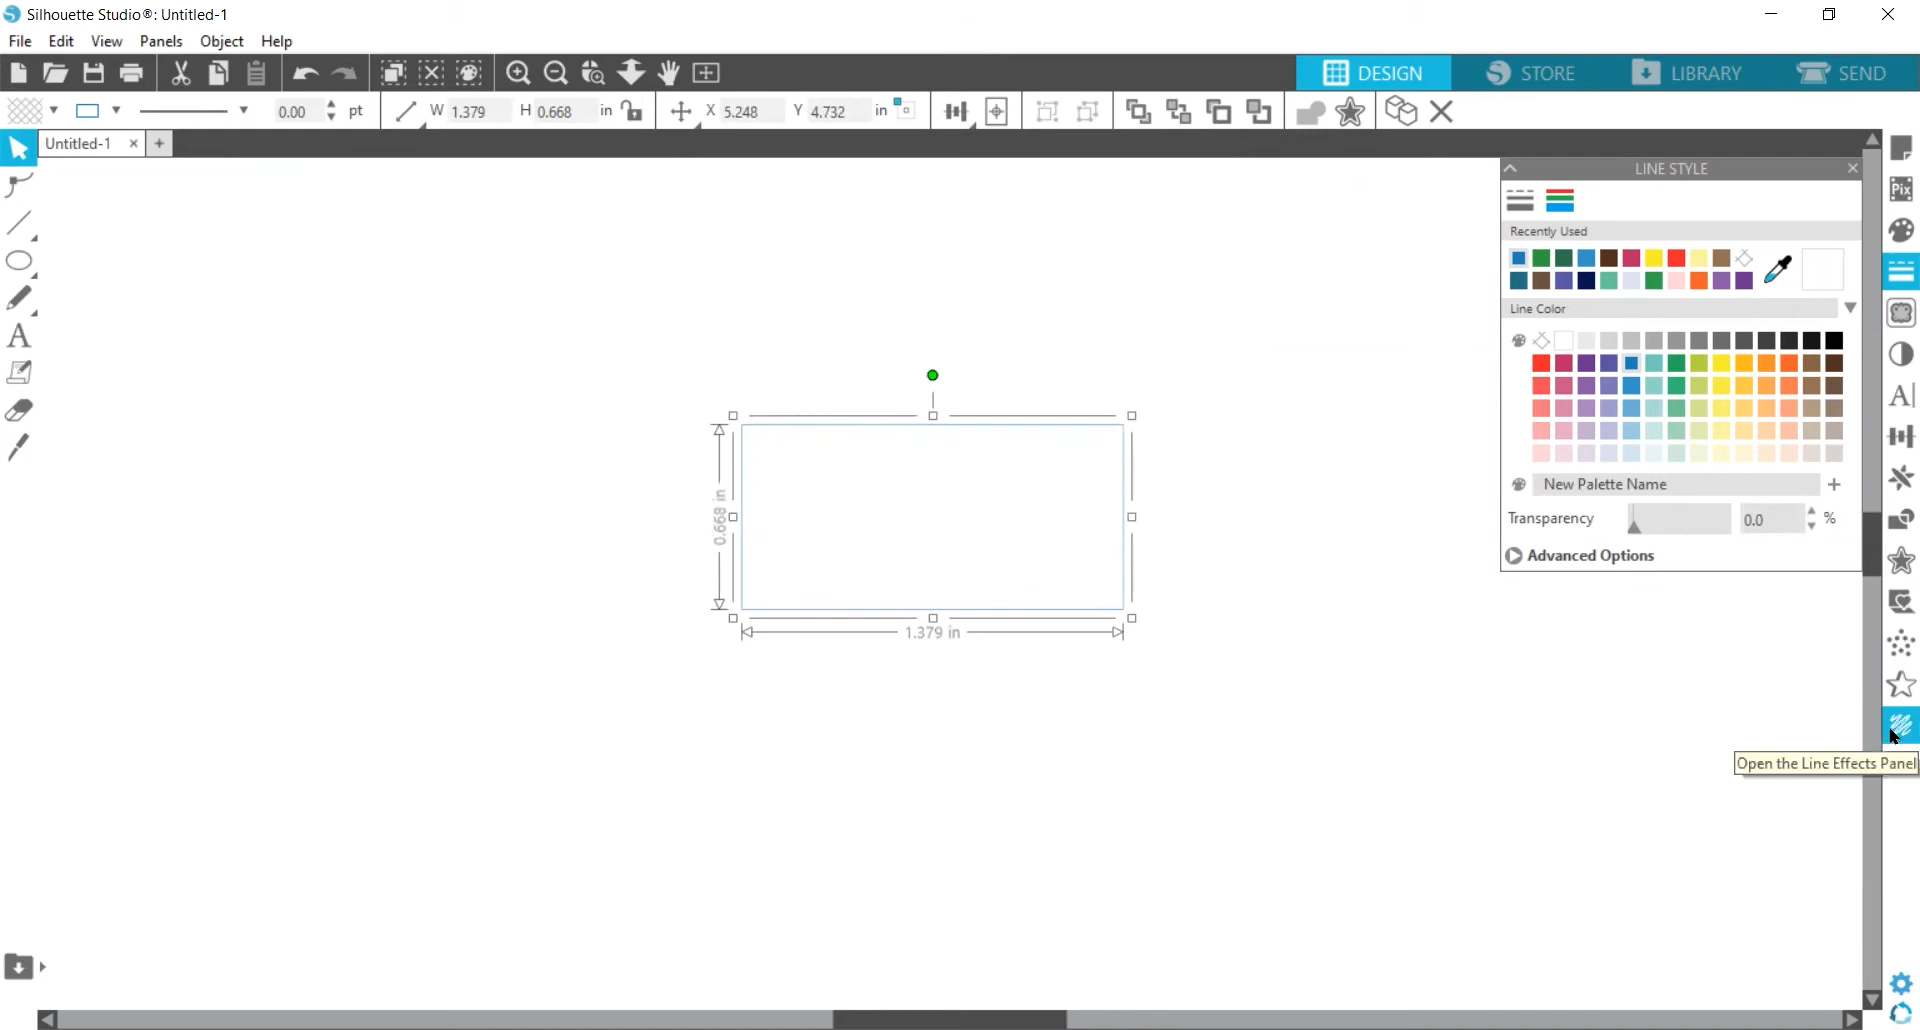 Silhouette Studio®: Untitled-1
File Edit View Panels Object Help
DESIGN STORE LIBRARY SEND
0.00 pt W 1.379 H 0.668 in X 5.248 Y 4.732 in
Untitled-1 × +
LINE STYLE
Pix
Recently Used
Line Color
New Palette Name +
Transparency 0.0 %
Advanced Options
0.668 in
1.379 in
Open the Line Effects Panel